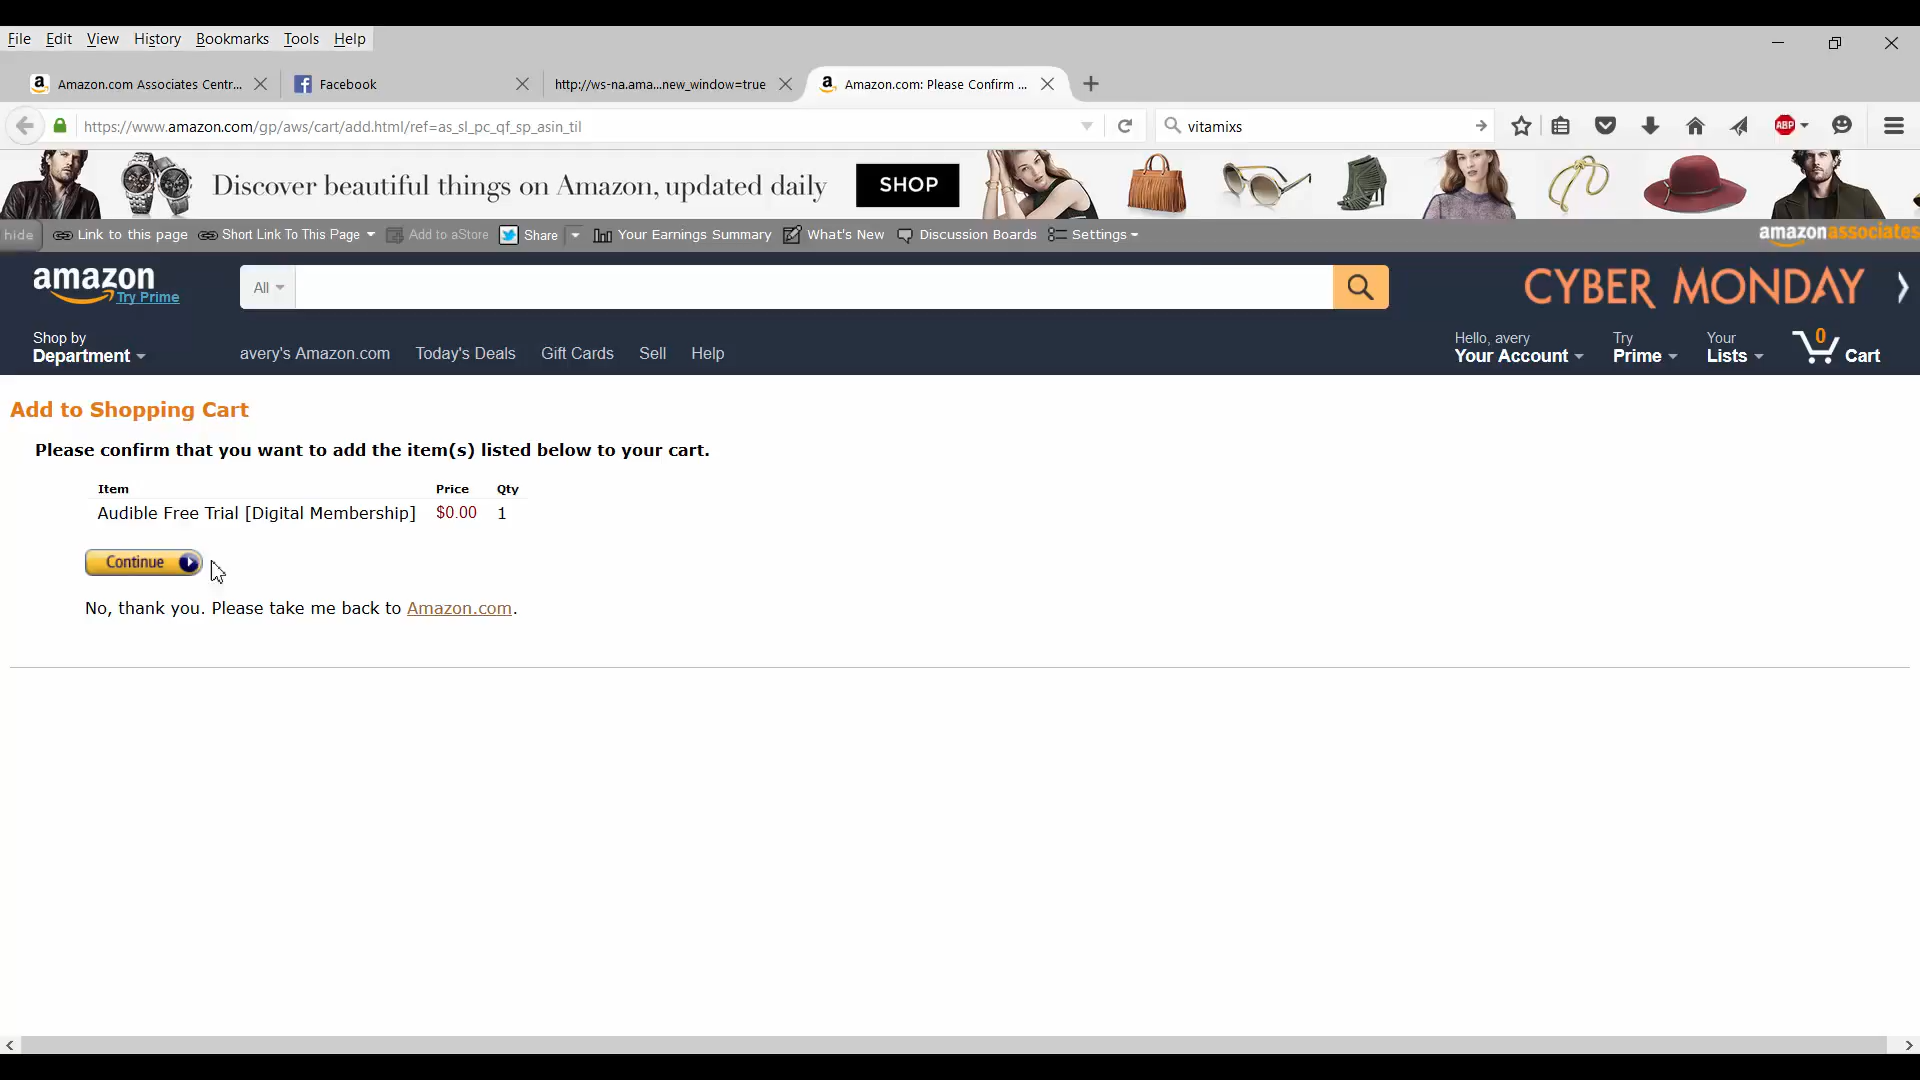 File Edit View History Bookmarks Tools Help
Amazon.com Associates Centr... Facebook http://ws-na.ama...new_window=true Amazon.com: Please Confirm ...
https://www.amazon.com/gp/aws/cart/add.html/ref=as_sl_pc_qf_sp_asin_til vitamixs ABP
Discover beautiful things on Amazon, updated daily SHOP
hide Link to this page Short Link To This Page Add to aStore Share Your Earnings Summary What's New Discussion Boards Settings amazonassociates
amazon Try Prime All CYBER MONDAY
Shop by Department avery's Amazon.com Today's Deals Gift Cards Sell Help Hello, avery Your Account Try Prime Your Lists 0 Cart
Add to Shopping Cart
Please confirm that you want to add the item(s) listed below to your cart.
Item Price Qty
Audible Free Trial [Digital Membership] $0.00 1
Continue
No, thank you. Please take me back to Amazon.com.